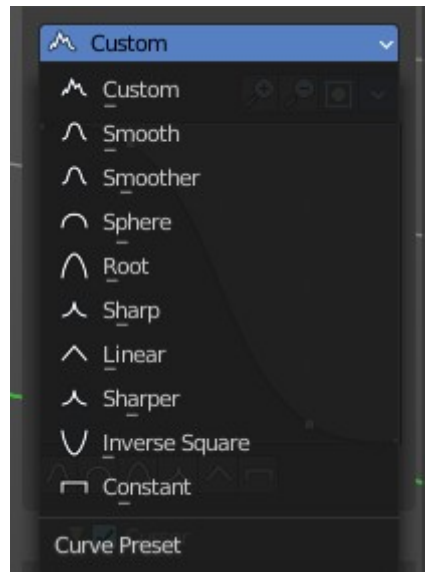 Custom
Custom
Smooth
Smoother
Sphere
Root
Sharp
Linear
Sharper
Inverse Square
Constant
Curve Preset